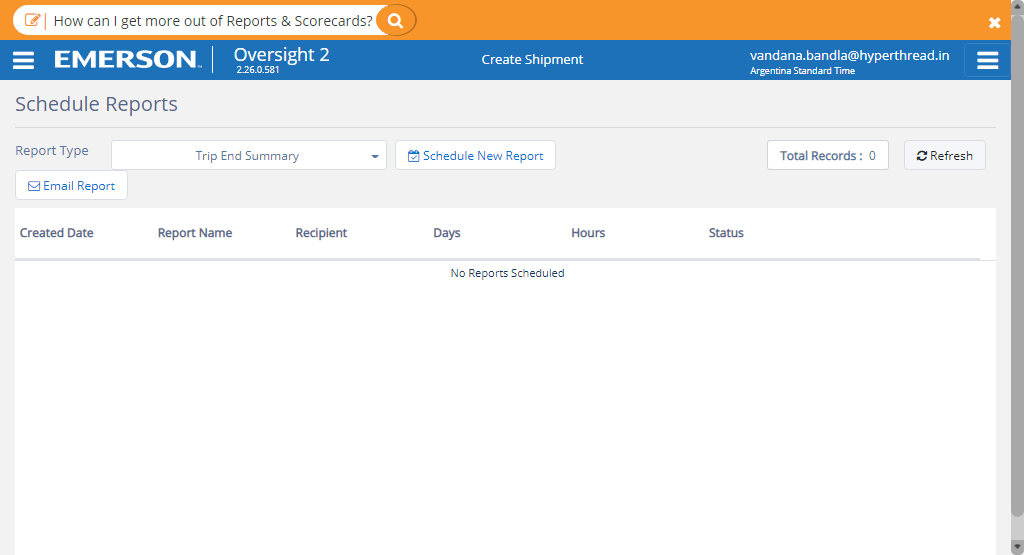 How can I get more out of Reports & Scorecards?
EMERSON™ Oversight 2 Create Shipment vandana.bandla@hyperthread.in
2.26.0.581 Argentina Standard Time
Schedule Reports
Report Type Trip End Summary Schedule New Report Total Records : 0 Refresh
Email Report
Created Date Report Name Recipient Days Hours Status
No Reports Scheduled